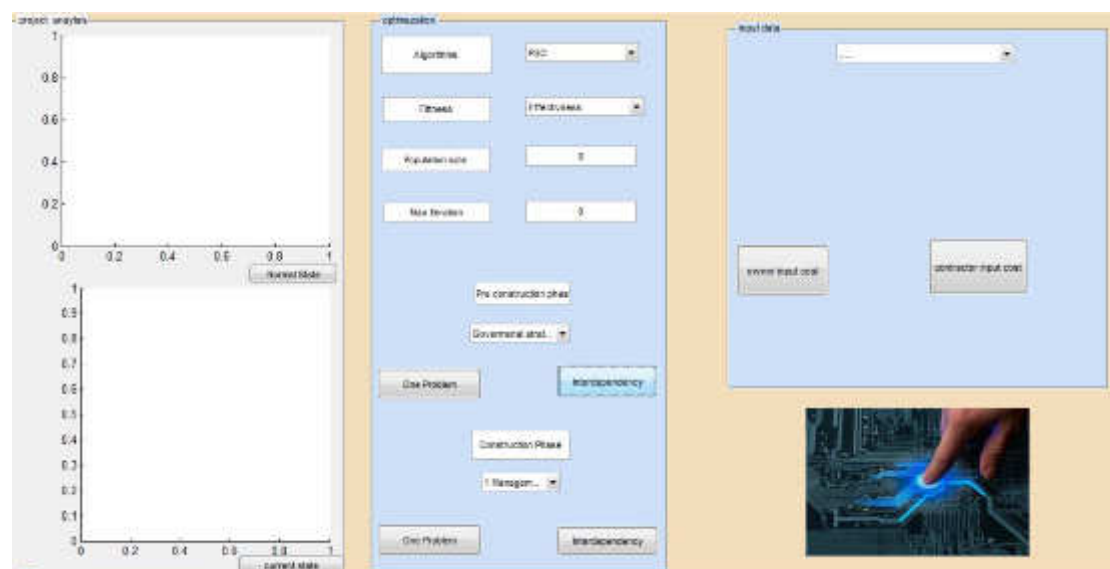 project analysis
1
0.8
0.6
0.4
0.2
0
0 0.2 0.4 0.6 0.8 1
Normal State
1
0.9
0.8
0.7
0.6
0.5
0.4
0.3
0.2
0.1
0
0 0.2 0.4 0.6 0.8 1
current state
optimization
Algorithms
PSO
Fitness
Effectivness
Population size
0
Max Iteration
0
Pre construction phase
Govermenal strat...
One Problem
Interdependency
Construction Phase
1 Managem...
One Problem
Interdependency
input data
.....
owner input cost
contractor input cost